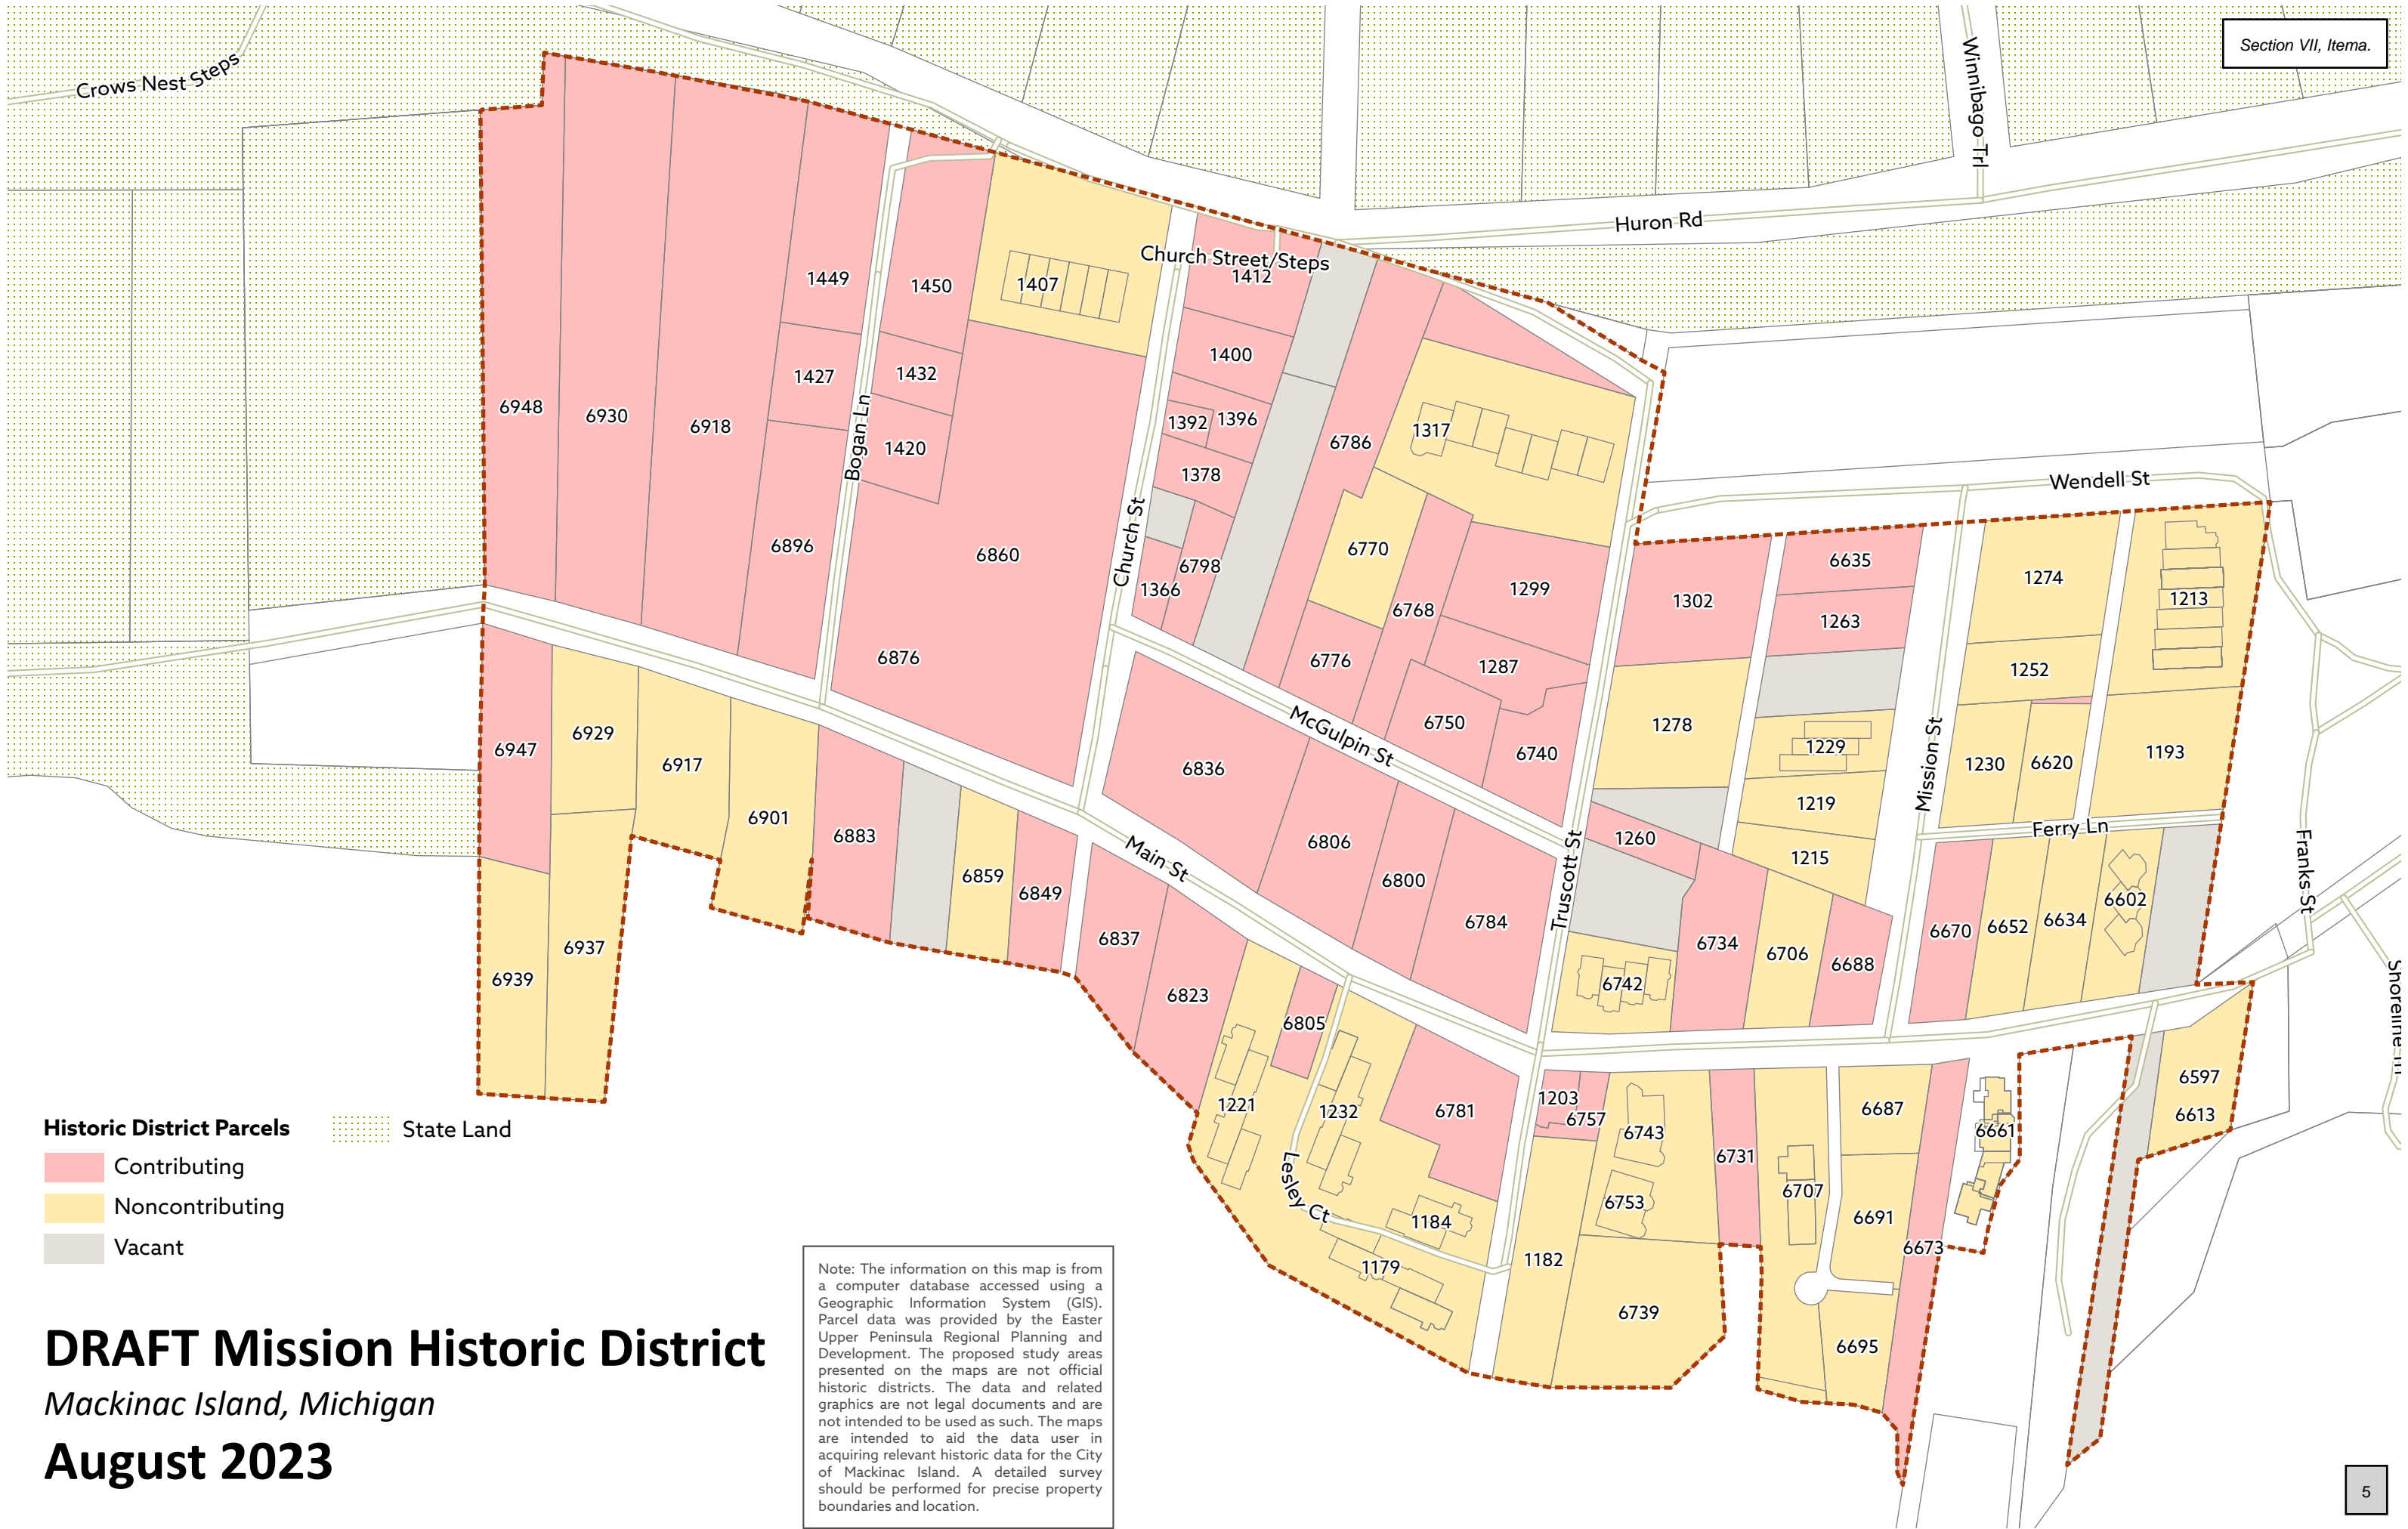 Section VII, Itema.
Crows Nest Steps
Winnibago Trl
Huron Rd
Church Street/Steps
1412
1449
1450
1407
1400
1427
1432
1392
1396
6948
6930
6918
Bogan Ln
1420
1378
6786
1317
Wendell St
6896
6860
Church St
6798
1366
6770
6768
1299
1302
6635
1263
1274
1213
6876
6776
1287
1252
6947
6929
6917
6901
6883
6859
6849
6836
McGulpin St
6750
6740
1278
1229
Mission St
1230
6620
1193
6806
6800
6784
Main St
Truscott St
1260
1219
1215
Ferry Ln
Franks St
6939
6937
6837
6823
6805
6742
6734
6706
6688
6670
6652
6634
6602
Shoreline Trl
1221
1232
Lesley Ct
6781
1184
1179
1203
6757
6743
6753
1182
6739
6731
6707
6687
6691
6695
6673
6661
6597
6613
Historic District Parcels
State Land
Contributing
Noncontributing
Vacant
DRAFT Mission Historic District
Mackinac Island, Michigan
August 2023
Note: The information on this map is from
a computer database accessed using a
Geographic Information System (GIS).
Parcel data was provided by the Easter
Upper Peninsula Regional Planning and
Development. The proposed study areas
presented on the maps are not official
historic districts. The data and related
graphics are not legal documents and are
not intended to be used as such. The maps
are intended to aid the data user in
acquiring relevant historic data for the City
of Mackinac Island. A detailed survey
should be performed for precise property
boundaries and location.
5